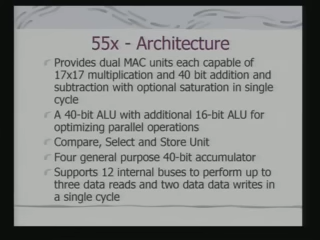 55x - Architecture
Provides dual MAC units each capable of
17x17 multiplication and 40 bit addition and
subtraction with optional saturation in single
cycle
A 40-bit ALU with additional 16-bit ALU for
optimizing parallel operations
Compare, Select and Store Unit
Four general purpose 40-bit accumulator
Supports 12 internal buses to perform up to
three data reads and two data data writes in
a single cycle